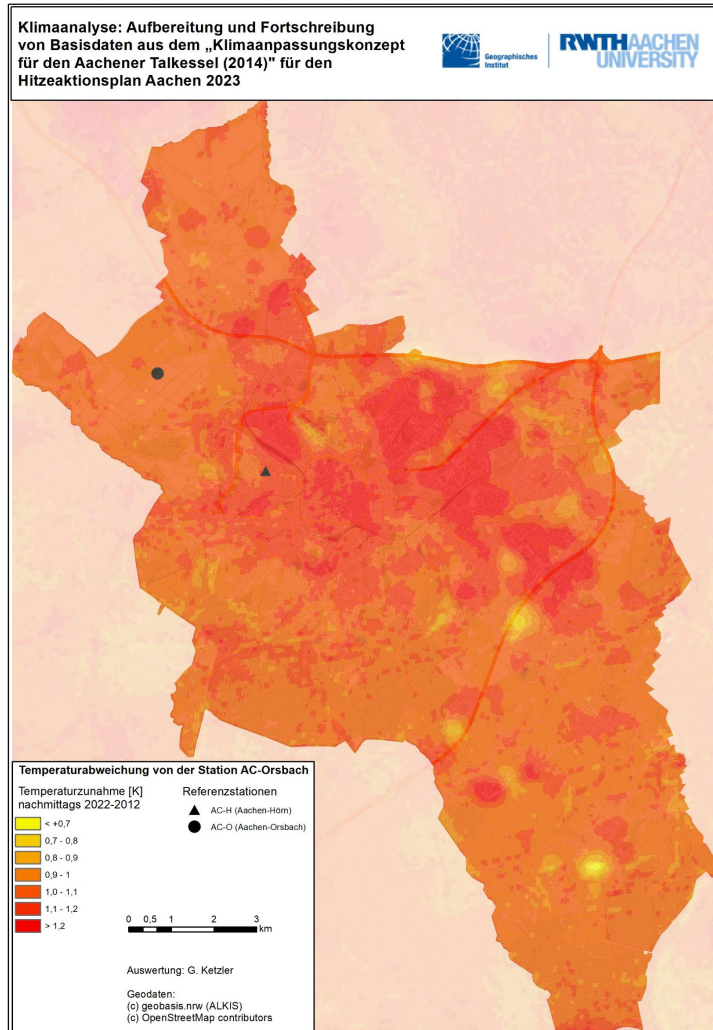 Klimaanalyse: Aufbereitung und Fortschreibung
von Basisdaten aus dem „Klimaanpassungskonzept
für den Aachener Talkessel (2014)" für den
Hitzeaktionsplan Aachen 2023
Geographisches
Institut
RWTHAACHEN
UNIVERSITY
Temperaturabweichung von der Station AC-Orsbach
Temperaturzunahme [K]
nachmittags 2022-2012
< +0,7
0,7 - 0,8
0,8 - 0,9
0,9 - 1
1,0 - 1,1
1,1 - 1,2
> 1,2
Referenzstationen
AC-H (Aachen-Hörn)
AC-O (Aachen-Orsbach)
0 0,5 1 2 3
km
Auswertung: G. Ketzler
Geodaten:
(c) geobasis.nrw (ALKIS)
(c) OpenStreetMap contributors